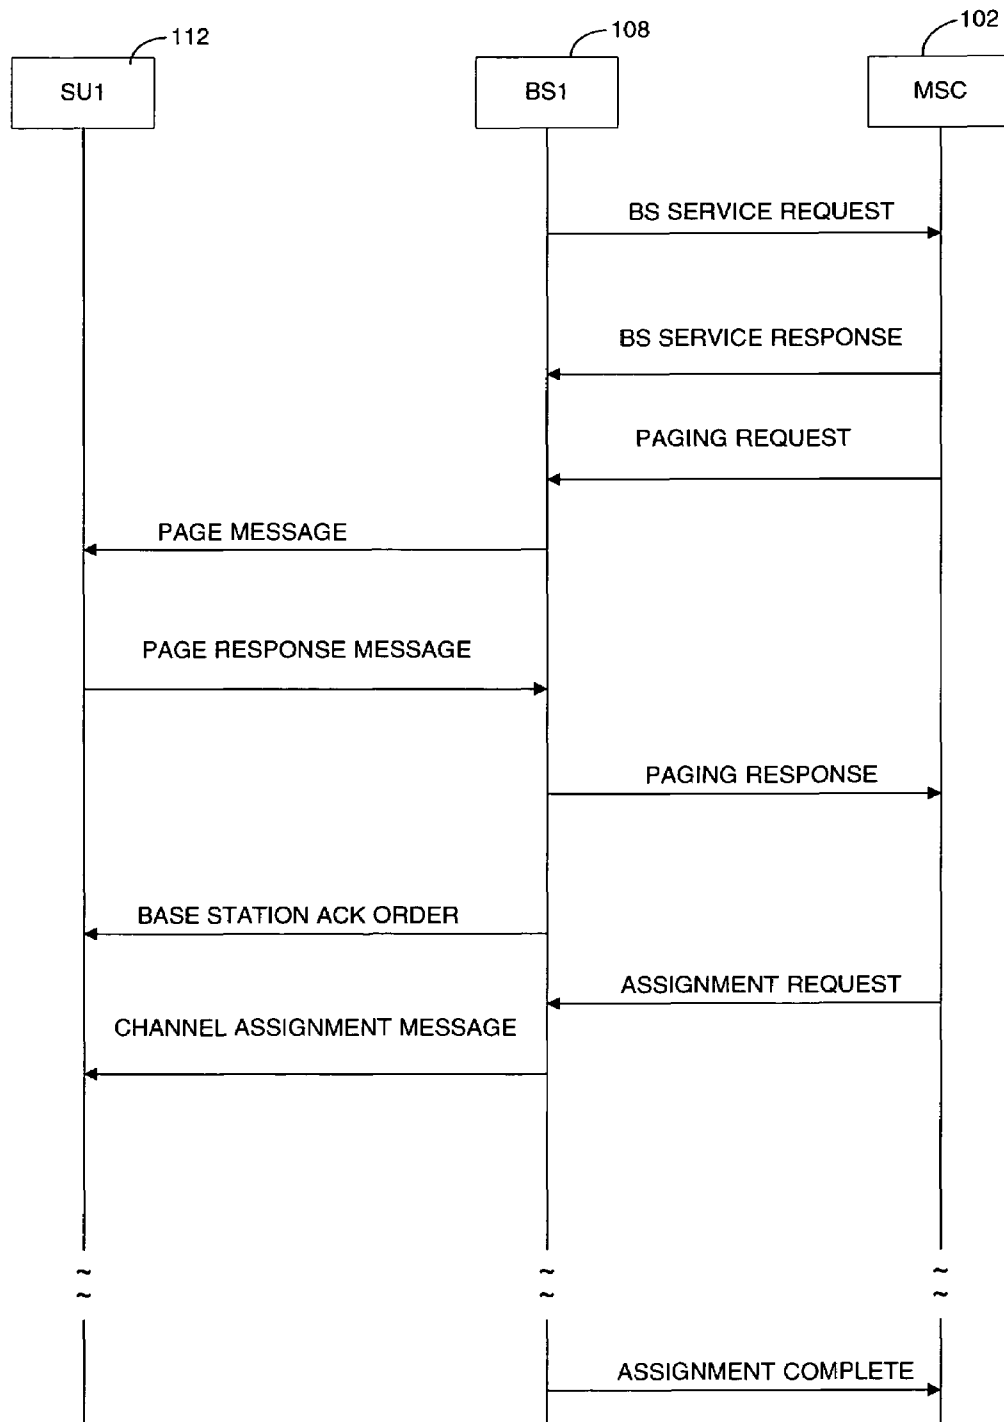 112
108
102
SU1
BS1
MSC
BS SERVICE REQUEST
BS SERVICE RESPONSE
PAGING REQUEST
PAGE MESSAGE
PAGE RESPONSE MESSAGE
PAGING RESPONSE
BASE STATION ACK ORDER
ASSIGNMENT REQUEST
CHANNEL ASSIGNMENT MESSAGE
~ ~ ~
~ ~ ~
ASSIGNMENT COMPLETE